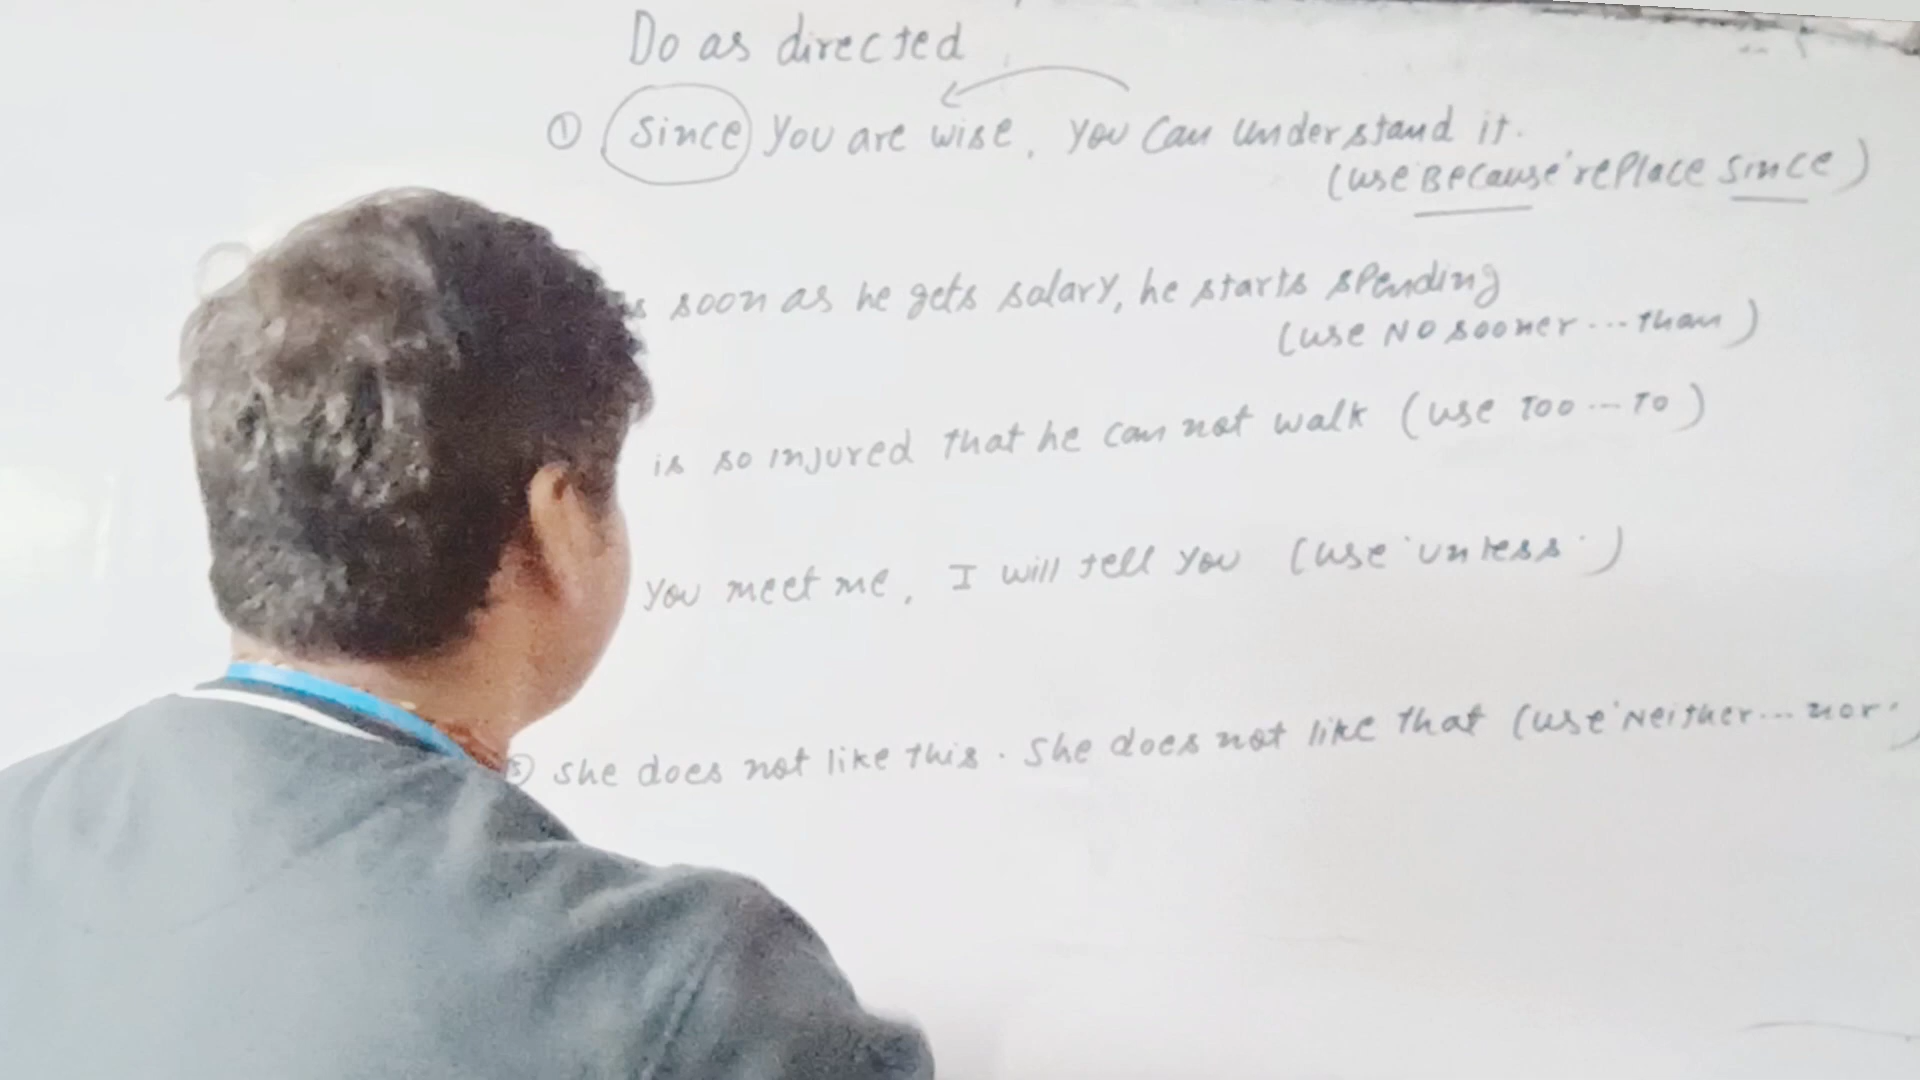 Do as directed
① Since you are wise, you can understand it.
(use 'Because' replace since)
soon as he gets salary, he starts spending
(use No sooner...than)
is so injured that he can not walk (use Too...To)
you meet me, I will tell you (use 'unless')
⑤ she does not like this. She does not like that (use 'Neither...nor'